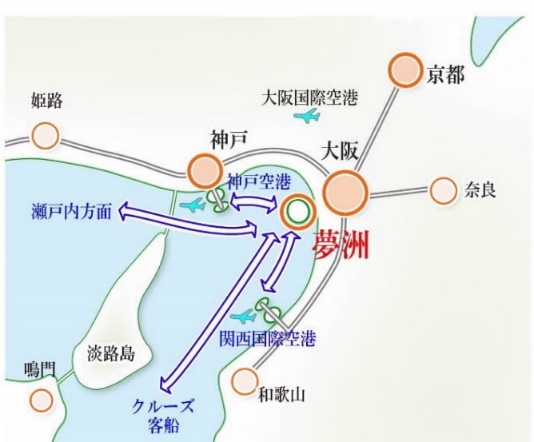 京都
大阪国際空港
姫路
神戸
大阪
神戸空港
奈良
瀬戸内方面
夢洲
関西国際空港
淡路島
鳴門
和歌山
クルーズ
客船